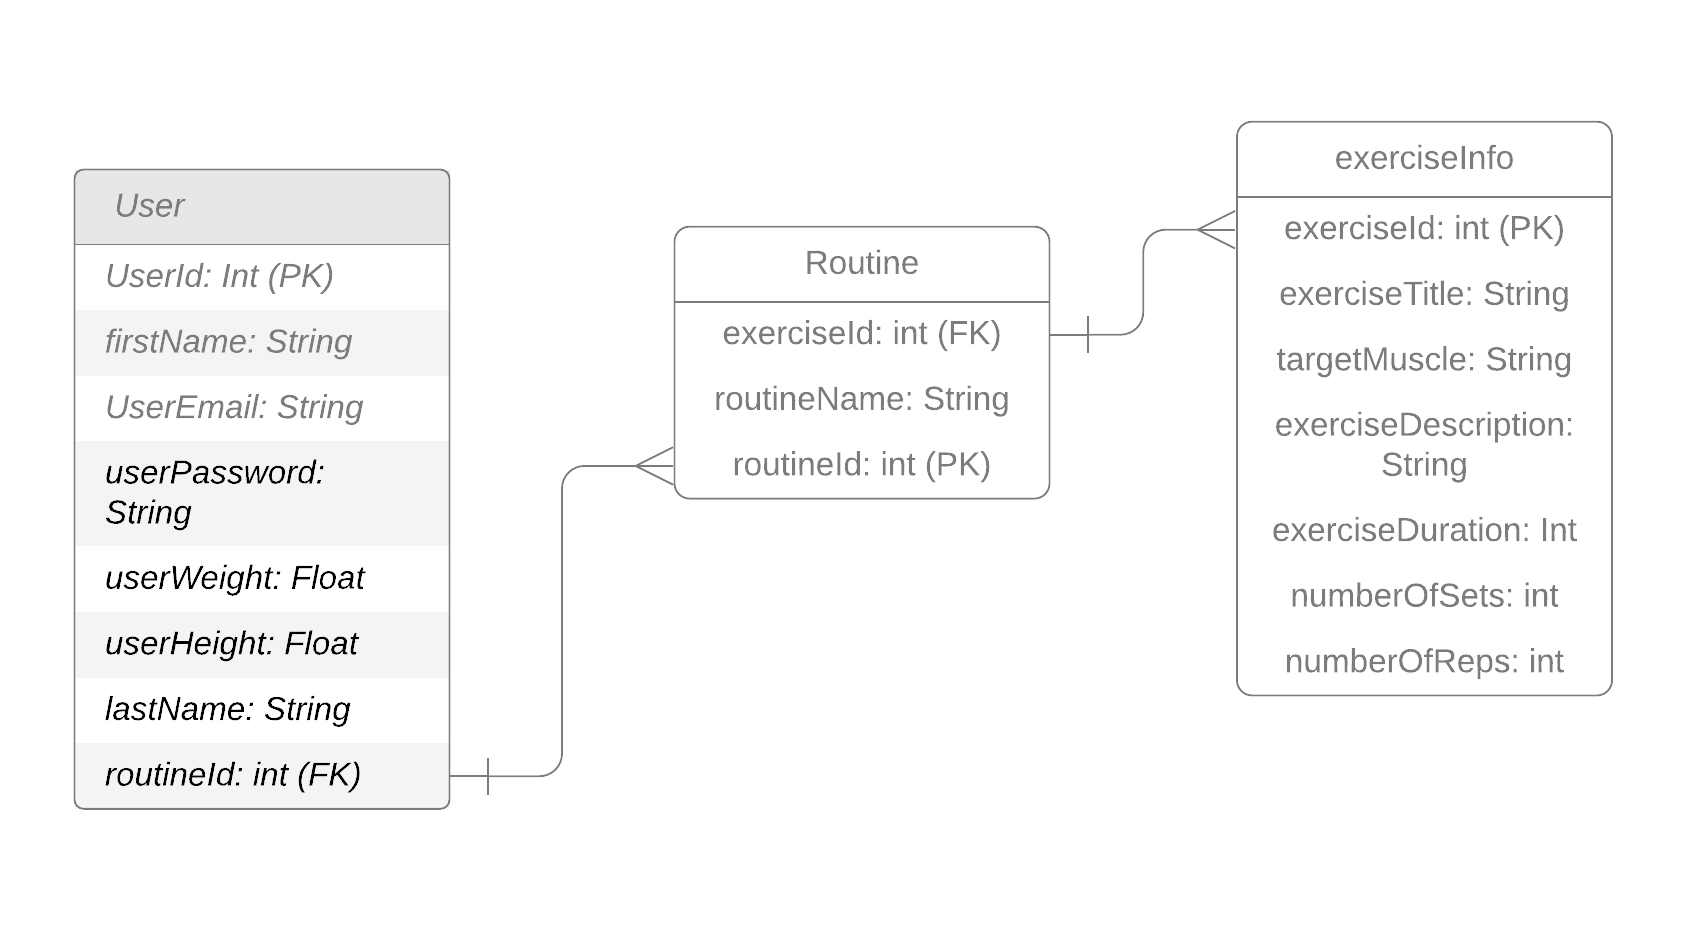 User
UserId: Int (PK)
firstName: String
UserEmail: String
userPassword:
String
userWeight: Float
userHeight: Float
lastName: String
routineId: int (FK)
Routine
exerciseId: int (FK)
routineName: String
routineId: int (PK)
exerciseInfo
exerciseId: int (PK)
exerciseTitle: String
targetMuscle: String
exerciseDescription:
String
exerciseDuration: Int
numberOfSets: int
numberOfReps: int